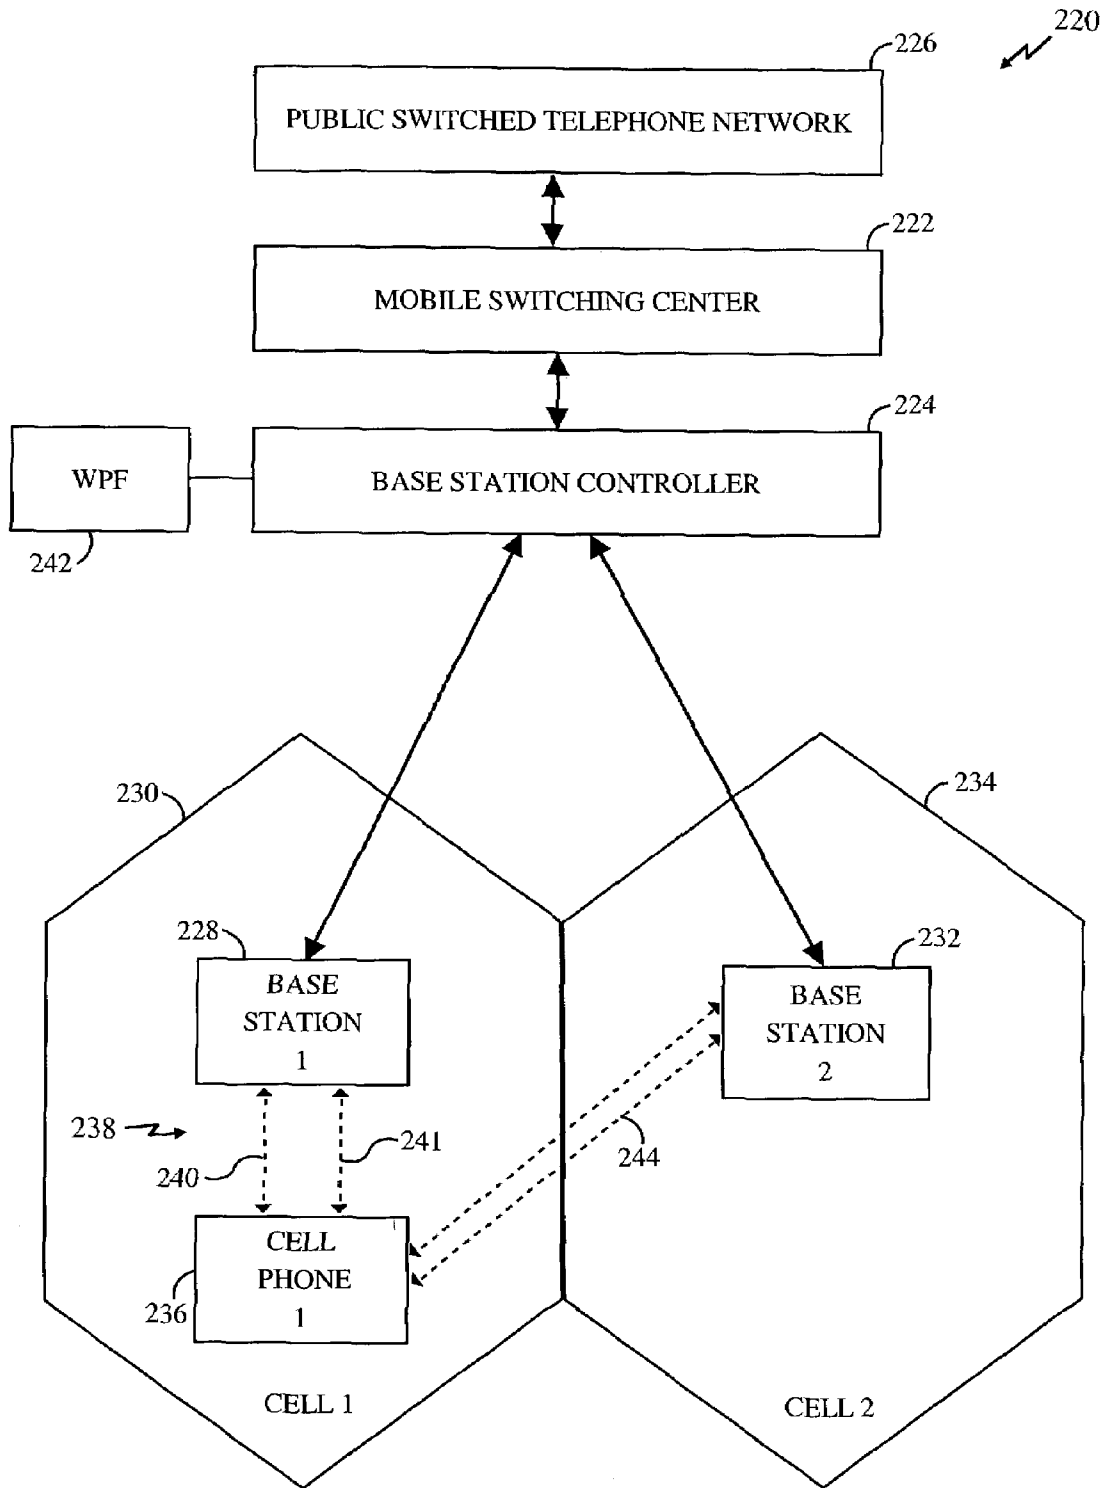 220
226
PUBLIC SWITCHED TELEPHONE NETWORK
222
MOBILE SWITCHING CENTER
224
WPF
BASE STATION CONTROLLER
242
230
234
228
232
BASE
STATION
1
BASE
STATION
2
238
240
241
244
CELL
PHONE
1
236
CELL 1
CELL 2